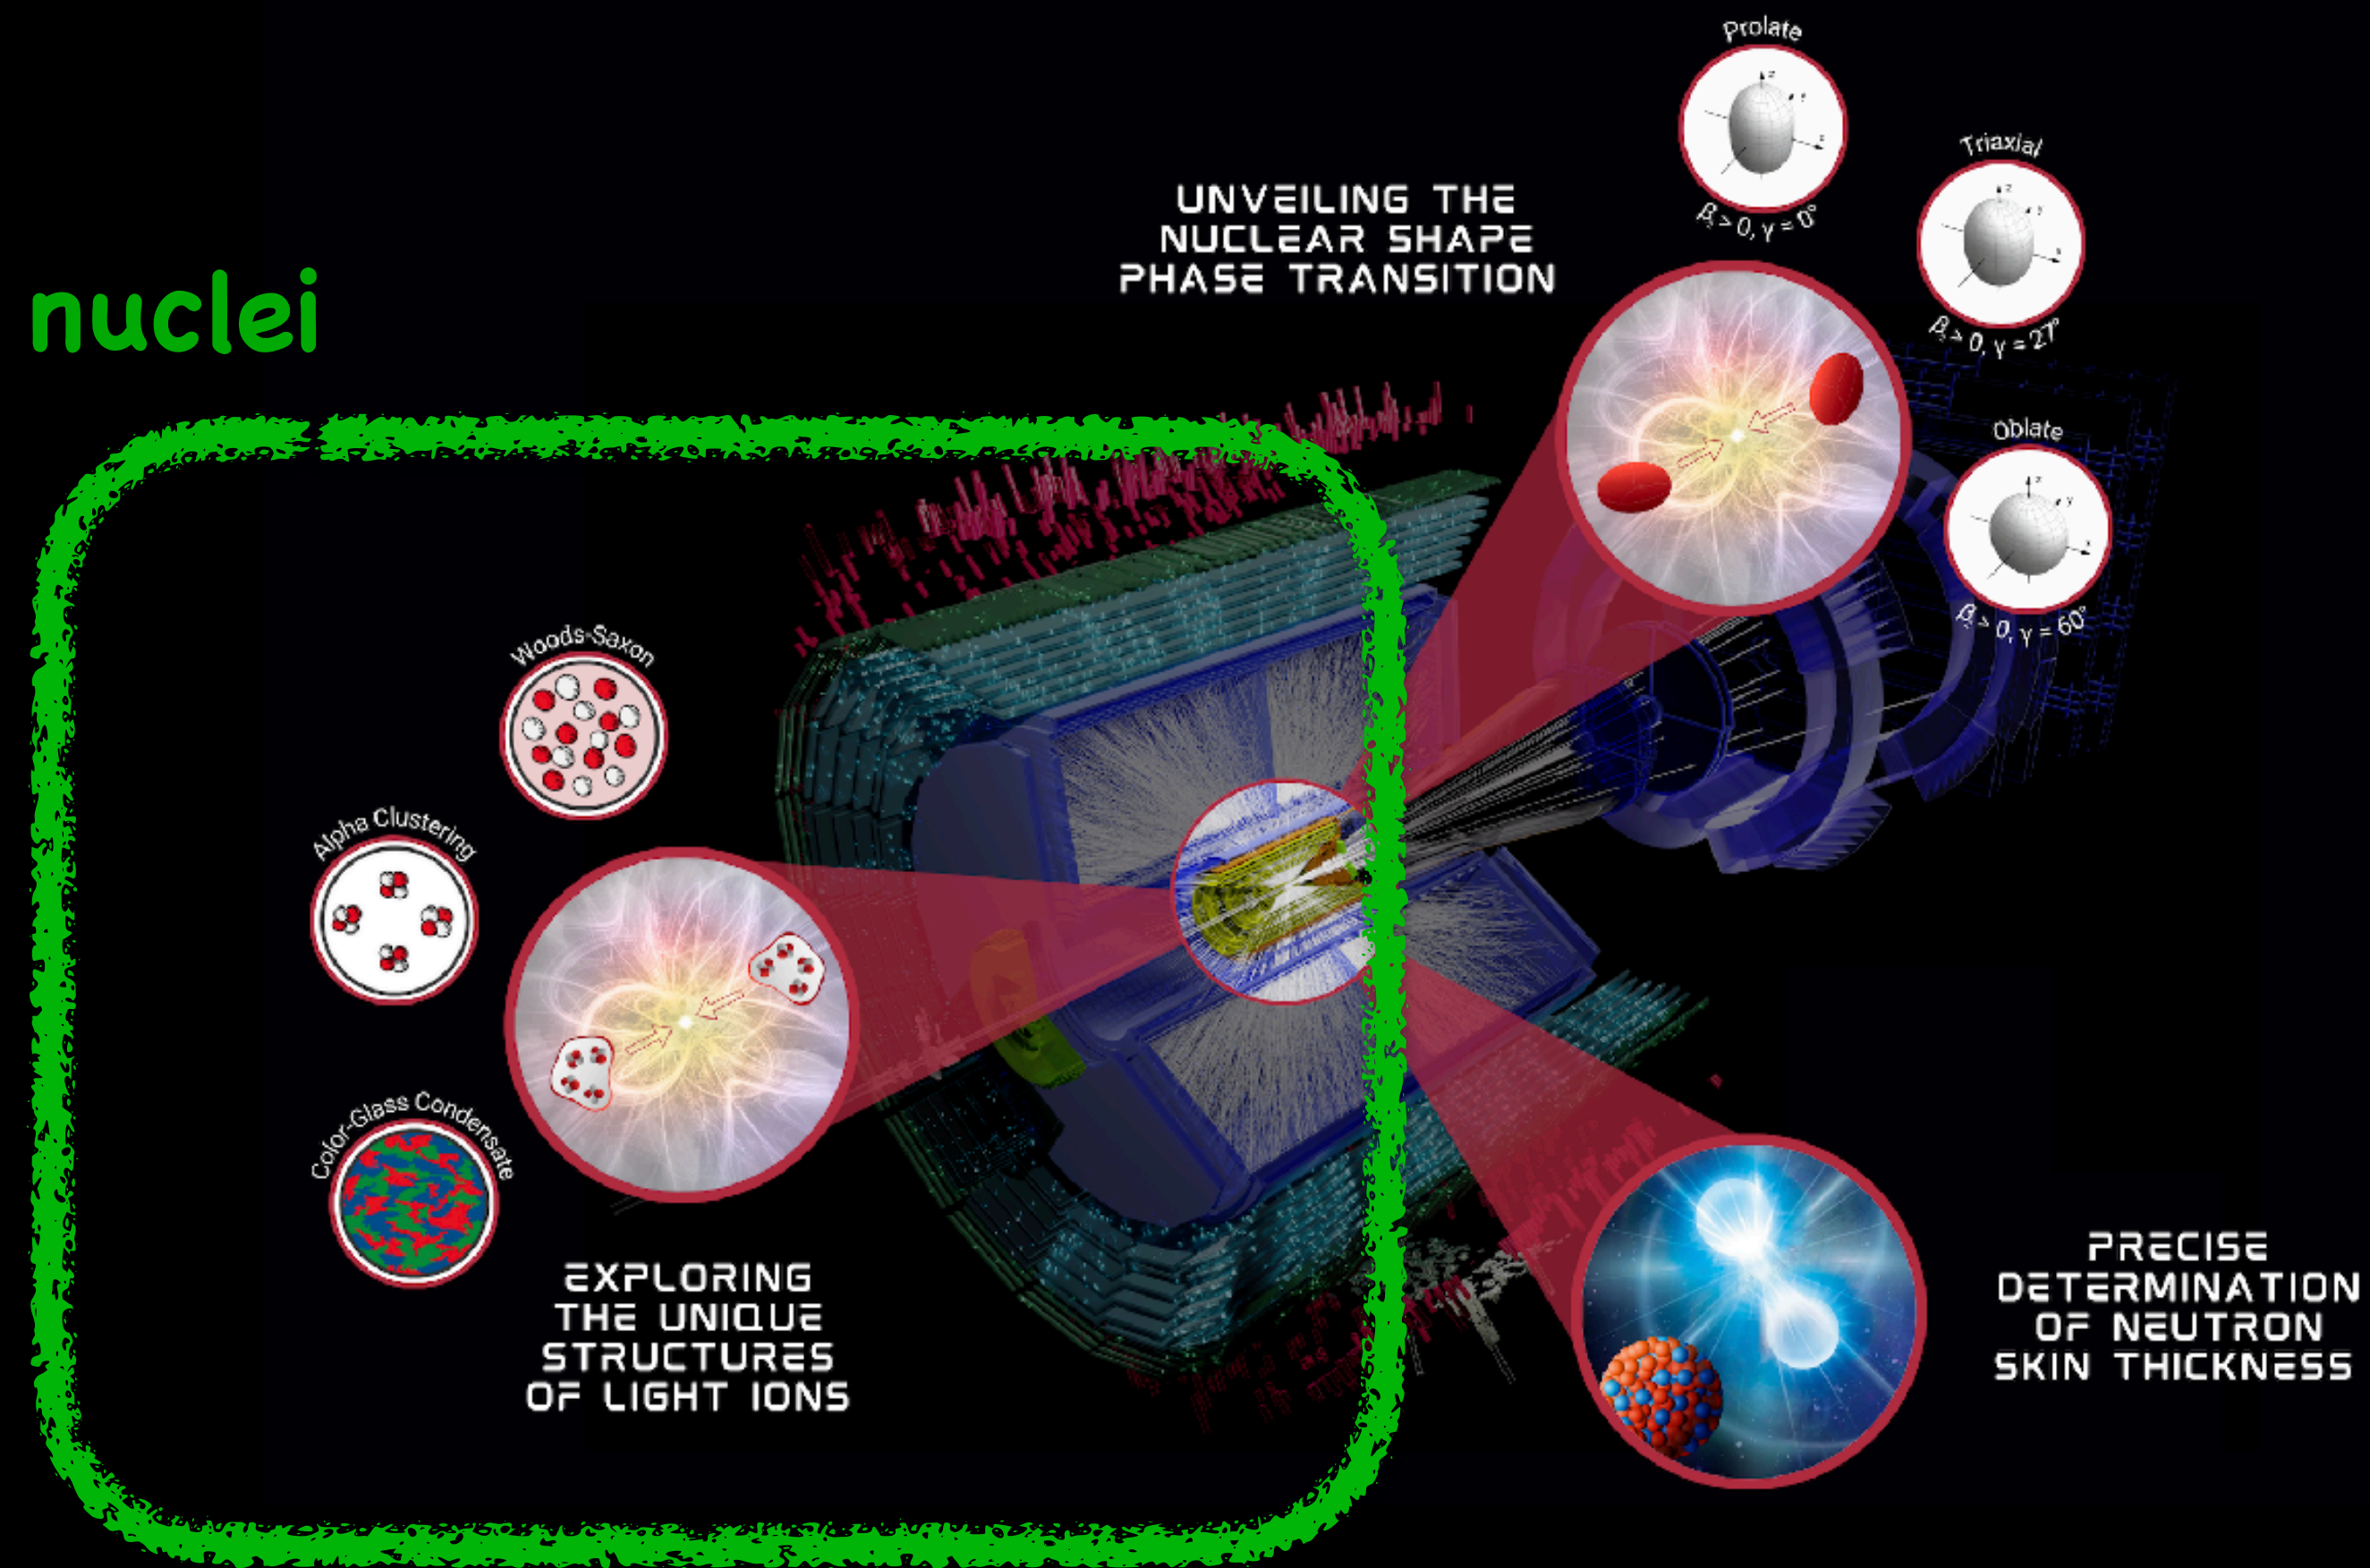 Prolate
β₂ > 0, γ = 0°
Triaxial
β₂ > 0, γ = 27°
UNVEILING THE
NUCLEAR SHAPE
PHASE TRANSITION
nuclei
Oblate
β₂ > 0, γ = 60°
Woods-Saxon
Alpha Clustering
Color-Glass Condensate
EXPLORING
THE UNIQUE
STRUCTURES
OF LIGHT IONS
PRECISE
DETERMINATION
OF NEUTRON
SKIN THICKNESS